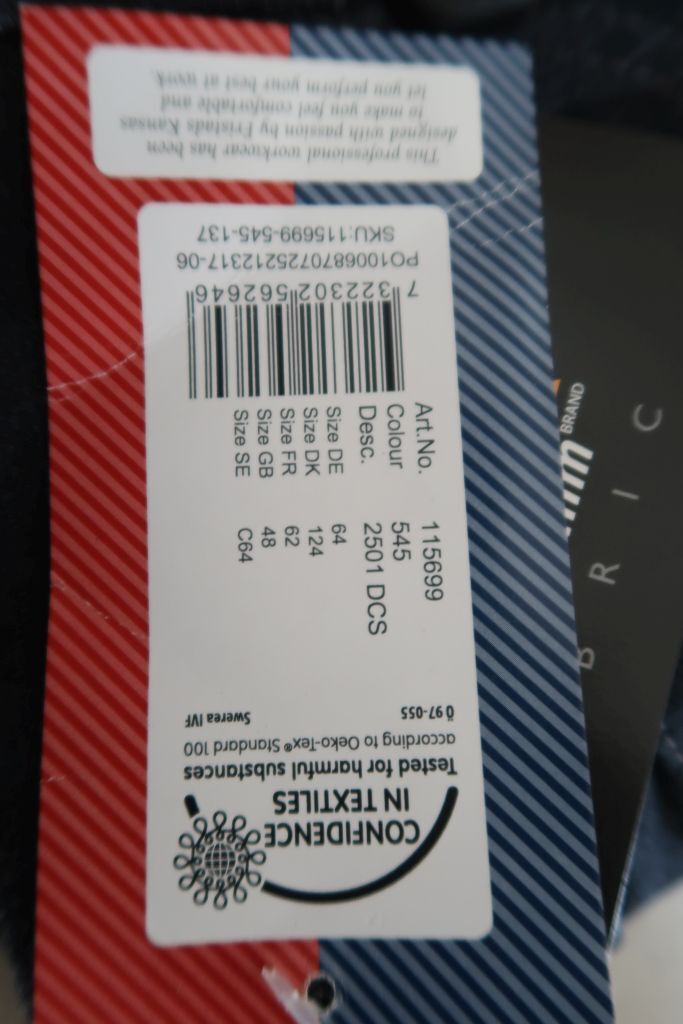 CONFIDENCE
IN TEXTILES
Tested for harmful substances
according to Oeko-Tex® Standard 100
Ö 97-055 Swerea IVF
Art.No. 115699
Colour 545
Desc. 2501 DCS
Size DE 64
Size DK 124
Size FR 62
Size GB 48
Size SE C64
7 322302 562646
PO1006870725212317-06
SKU:115699-545-137
This professional workwear has been
designed with passion by Fristads Kansas
to make you feel comfortable and
let you perform your best at work.
BRAND
BRIC